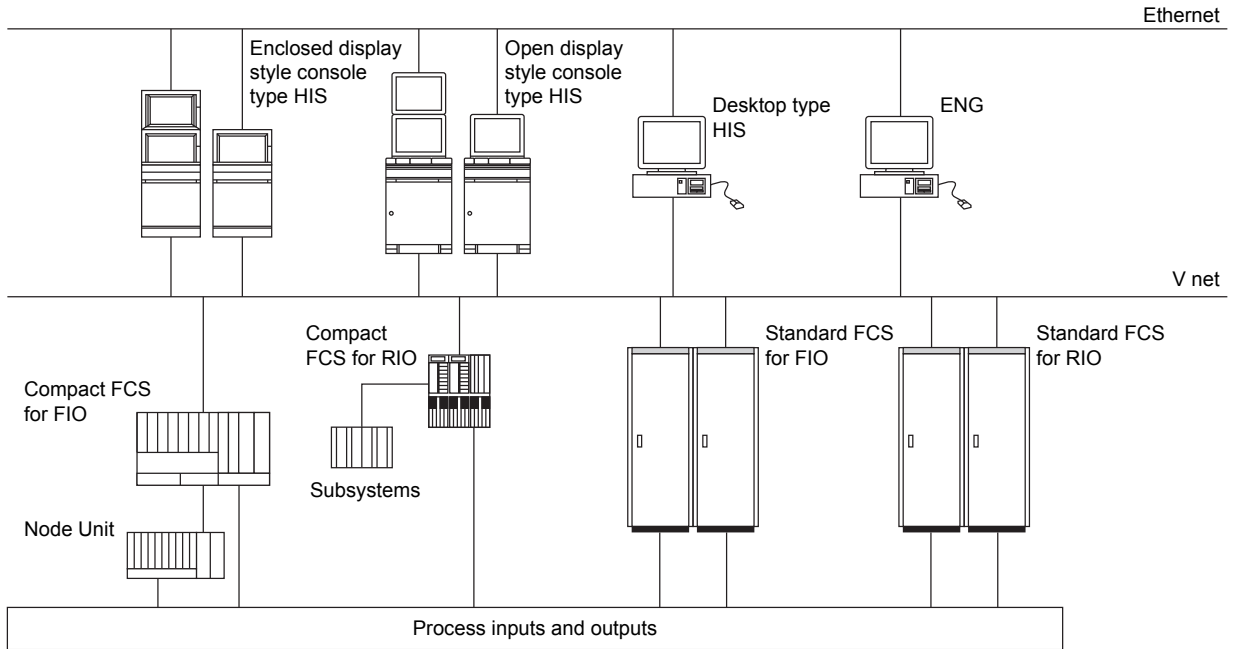 Ethernet
Enclosed display
style console
type HIS
Open display
style console
type HIS
Desktop type
HIS
ENG
V net
Compact
FCS for RIO
Standard FCS
for FIO
Standard FCS
for RIO
Compact FCS
for FIO
Subsystems
Node Unit
Process inputs and outputs